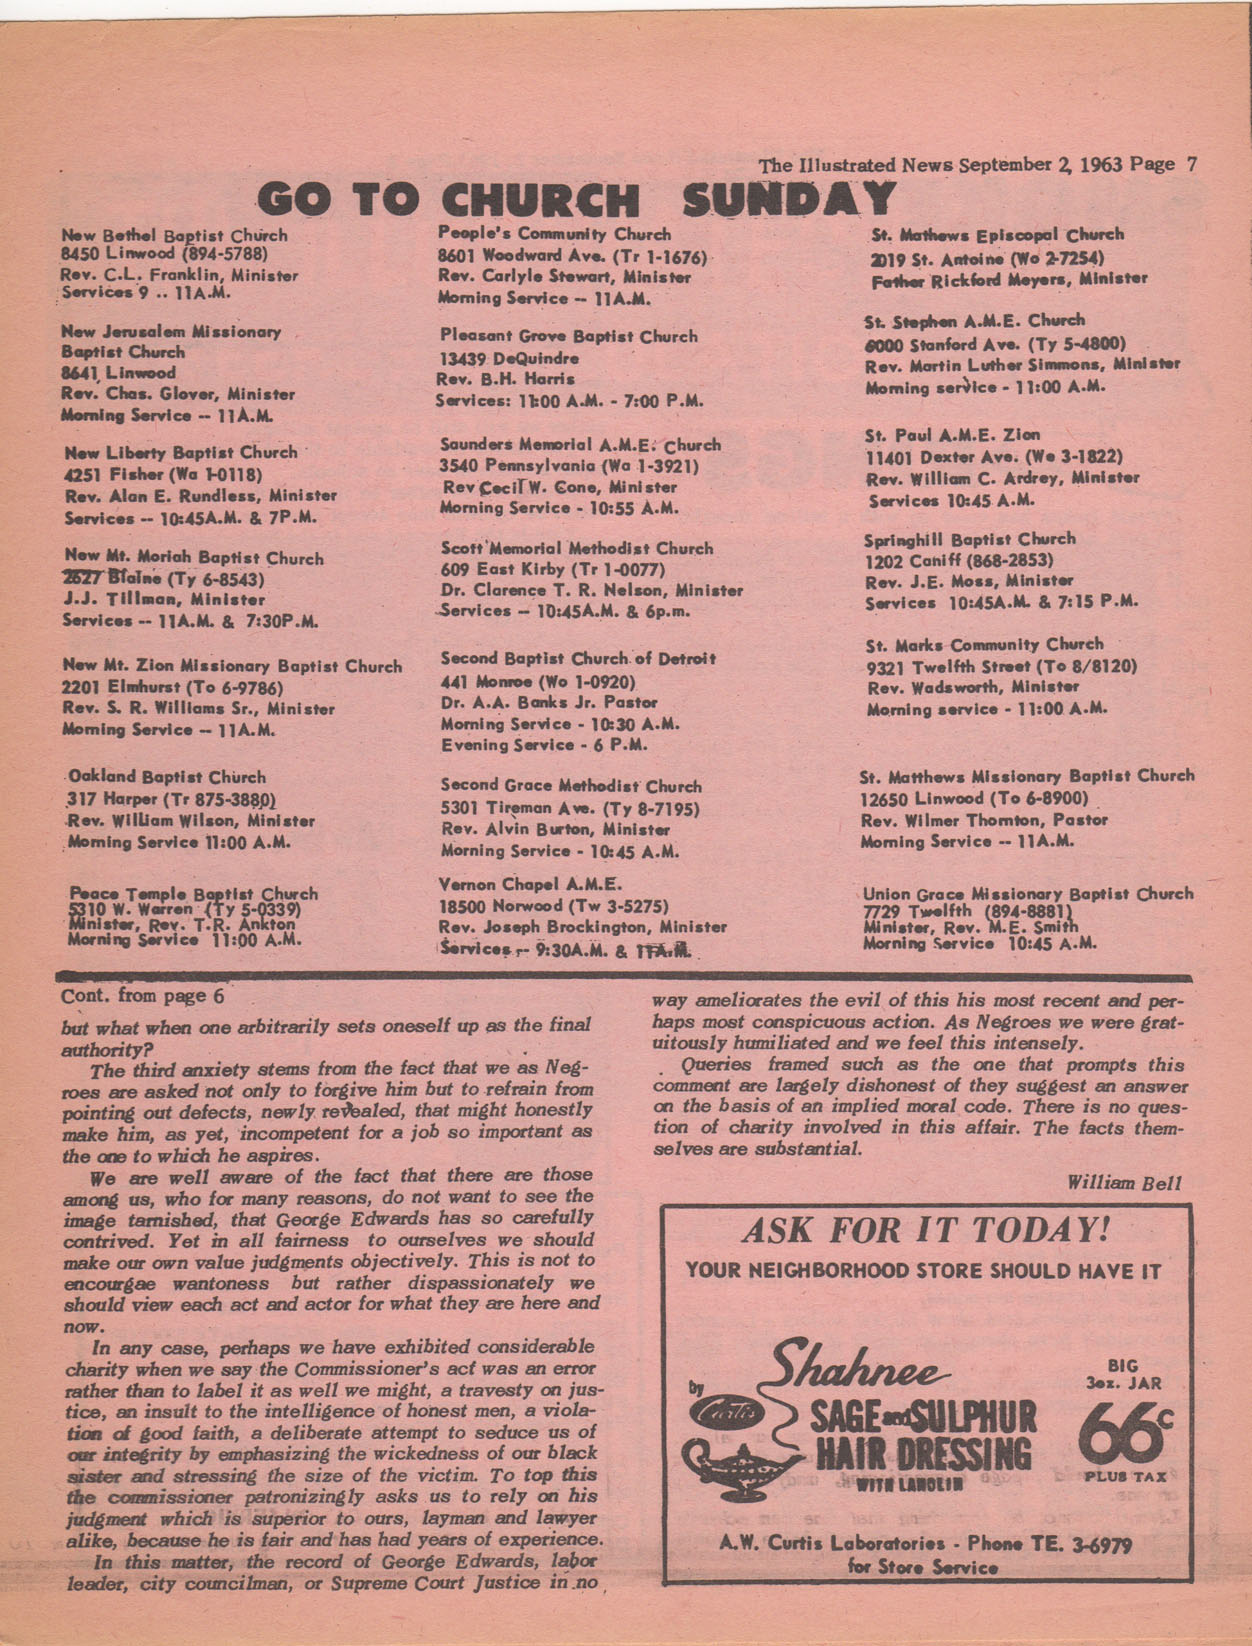 The Illustrated News September 2, 1963 Page 7
GO TO CHURCH SUNDAY
New Bethel Baptist Church
8450 Linwood (894-5788)
Rev. C.L. Franklin, Minister
Services 9 .. 11A.M.
New Jerusalem Missionary
Baptist Church
8641 Linwood
Rev. Chas. Glover, Minister
Morning Service -- 11A.M.
New Liberty Baptist Church
4251 Fisher (Wa 1-0118)
Rev. Alan E. Rundless, Minister
Services -- 10:45A.M. & 7P.M.
New Mt. Moriah Baptist Church
2627 Blaine (Ty 6-8543)
J.J. Tillman, Minister
Services -- 11A.M. & 7:30P.M.
New Mt. Zion Missionary Baptist Church
2201 Elmhurst (To 6-9786)
Rev. S. R. Williams Sr., Minister
Morning Service -- 11A.M.
Oakland Baptist Church
317 Harper (Tr 875-3880)
Rev. William Wilson, Minister
Morning Service 11:00 A.M.
Peace Temple Baptist Church
5310 W. Warren (Ty 5-0339)
Minister, Rev. T.R. Ankton
Morning Service 11:00 A.M.
People's Community Church
8601 Woodward Ave. (Tr 1-1676)
Rev. Carlyle Stewart, Minister
Morning Service -- 11A.M.
Pleasant Grove Baptist Church
13439 DeQuindre
Rev. B.H. Harris
Services: 11:00 A.M. - 7:00 P.M.
Saunders Memorial A.M.E. Church
3540 Pennsylvania (Wa 1-3921)
Rev Cecil W. Cone, Minister
Morning Service - 10:55 A.M.
Scott Memorial Methodist Church
609 East Kirby (Tr 1-0077)
Dr. Clarence T. R. Nelson, Minister
Services -- 10:45A.M. & 6p.m.
Second Baptist Church of Detroit
441 Monroe (Wo 1-0920)
Dr. A.A. Banks Jr. Pastor
Morning Service - 10:30 A.M.
Evening Service - 6 P.M.
Second Grace Methodist Church
5301 Tireman Ave. (Ty 8-7195)
Rev. Alvin Burton, Minister
Morning Service - 10:45 A.M.
Vernon Chapel A.M.E.
18500 Norwood (Tw 3-5275)
Rev. Joseph Brockington, Minister
Services -- 9:30A.M. & 11A.M.
St. Mathews Episcopal Church
2019 St. Antoine (Wo 2-7254)
Father Rickford Meyers, Minister
St. Stephen A.M.E. Church
6000 Stanford Ave. (Ty 5-4800)
Rev. Martin Luther Simmons, Minister
Morning service - 11:00 A.M.
St. Paul A.M.E. Zion
11401 Dexter Ave. (We 3-1822)
Rev. William C. Ardrey, Minister
Services 10:45 A.M.
Springhill Baptist Church
1202 Caniff (868-2853)
Rev. J.E. Moss, Minister
Services 10:45A.M. & 7:15 P.M.
St. Marks Community Church
9321 Twelfth Street (To 8/8120)
Rev. Wadsworth, Minister
Morning service - 11:00 A.M.
St. Matthews Missionary Baptist Church
12650 Linwood (To 6-8900)
Rev. Wilmer Thornton, Pastor
Morning Service -- 11A.M.
Union Grace Missionary Baptist Church
7729 Twelfth (894-8881)
Minister, Rev. M.E. Smith
Morning Service 10:45 A.M.
Cont. from page 6
but what when one arbitrarily sets oneself up as the final
authority?
The third anxiety stems from the fact that we as Neg-
roes are asked not only to forgive him but to refrain from
pointing out defects, newly revealed, that might honestly
make him, as yet, incompetent for a job so important as
the one to which he aspires.
We are well aware of the fact that there are those
among us, who for many reasons, do not want to see the
image tarnished, that George Edwards has so carefully
contrived. Yet in all fairness to ourselves we should
make our own value judgments objectively. This is not to
encourgae wantoness but rather dispassionately we
should view each act and actor for what they are here and
now.
In any case, perhaps we have exhibited considerable
charity when we say the Commissioner's act was an error
rather than to label it as well we might, a travesty on jus-
tice, an insult to the intelligence of honest men, a viola-
tion of good faith, a deliberate attempt to seduce us of
our integrity by emphasizing the wickedness of our black
sister and stressing the size of the victim. To top this
the commissioner patronizingly asks us to rely on his
judgment which is superior to ours, layman and lawyer
alike, because he is fair and has had years of experience.
In this matter, the record of George Edwards, labor
leader, city councilman, or Supreme Court Justice in no
way ameliorates the evil of this his most recent and per-
haps most conspicuous action. As Negroes we were grat-
uitously humiliated and we feel this intensely.
Queries framed such as the one that prompts this
comment are largely dishonest of they suggest an answer
on the basis of an implied moral code. There is no ques-
tion of charity involved in this affair. The facts them-
selves are substantial.
William Bell
ASK FOR IT TODAY!
YOUR NEIGHBORHOOD STORE SHOULD HAVE IT
Shahnee
by
Curtis
SAGE and SULPHUR
HAIR DRESSING
WITH LANOLIN
BIG
3oz. JAR
66c
PLUS TAX
A.W. Curtis Laboratories - Phone TE. 3-6979
for Store Service